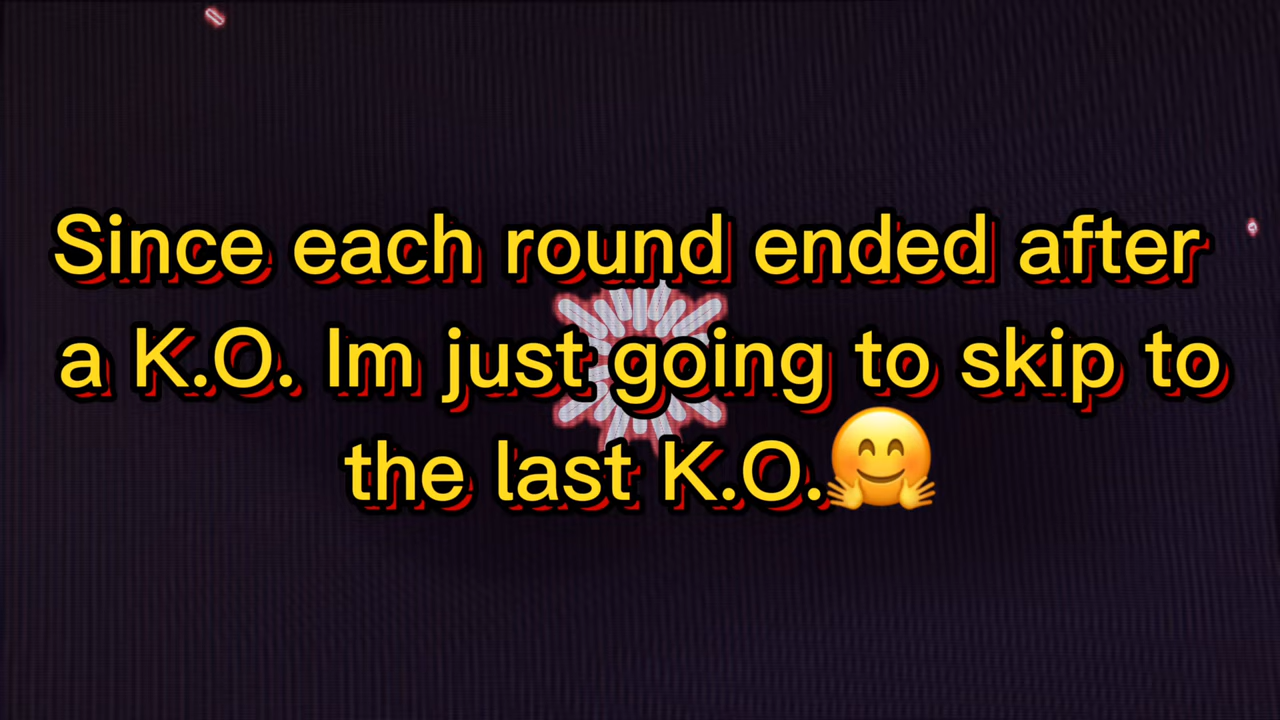 Since each round ended after
a K.O. Im just going to skip to
the last K.O.🤗